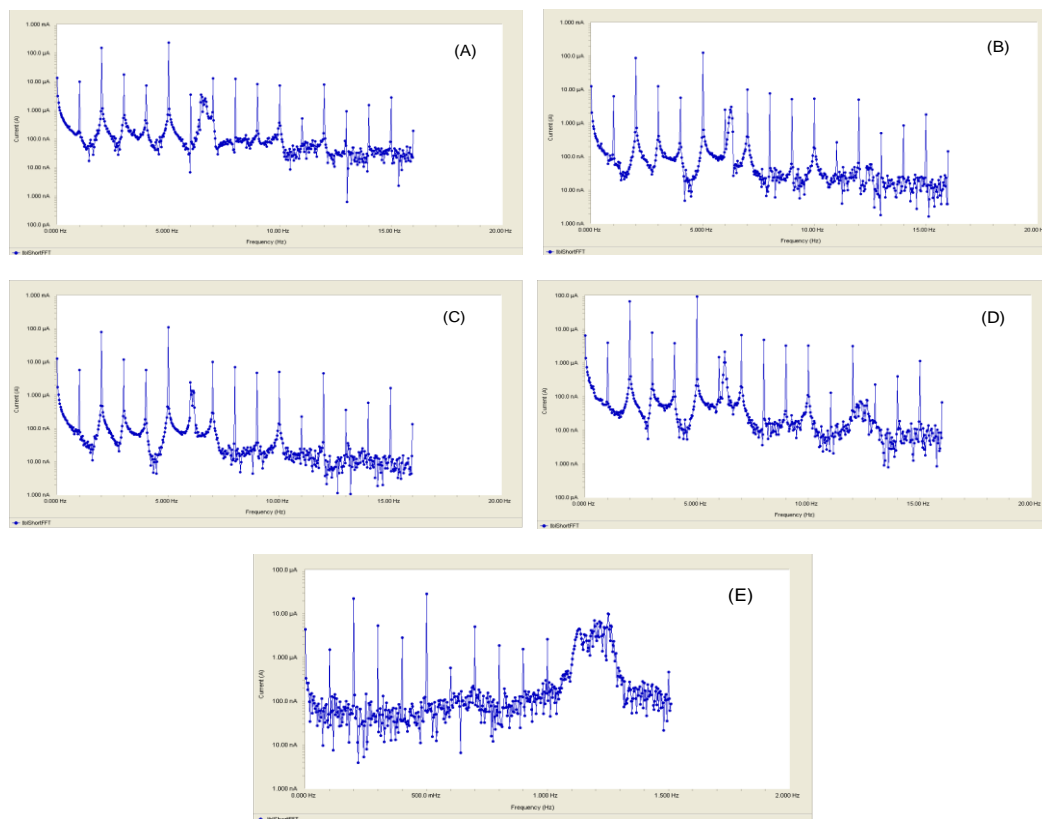 (A)
1.000 mA
100.0 µA
10.00 µA
1.000 µA
100.0 nA
10.00 nA
1.000 nA
100.0 pA
Current (A)
0.000 Hz
5.000 Hz
10.00 Hz
15.00 Hz
20.00 Hz
Frequency (Hz)
tblShortFFT
(B)
1.000 mA
100.0 µA
10.00 µA
1.000 µA
100.0 nA
10.00 nA
1.000 nA
Current (A)
0.000 Hz
5.000 Hz
10.00 Hz
15.00 Hz
20.00 Hz
Frequency (Hz)
tblShortFFT
(C)
1.000 mA
100.0 µA
10.00 µA
1.000 µA
100.0 nA
10.00 nA
1.000 nA
Current (A)
0.000 Hz
5.000 Hz
10.00 Hz
15.00 Hz
20.00 Hz
Frequency (Hz)
tblShortFFT
(D)
100.0 µA
10.00 µA
1.000 µA
100.0 nA
10.00 nA
1.000 nA
100.0 pA
Current (A)
0.000 Hz
5.000 Hz
10.00 Hz
15.00 Hz
20.00 Hz
Frequency (Hz)
tblShortFFT
(E)
100.0 µA
10.00 µA
1.000 µA
100.0 nA
10.00 nA
1.000 nA
Current (A)
0.000 Hz
500.0 mHz
1.000 Hz
1.500 Hz
2.000 Hz
Frequency (Hz)
tblShortFFT